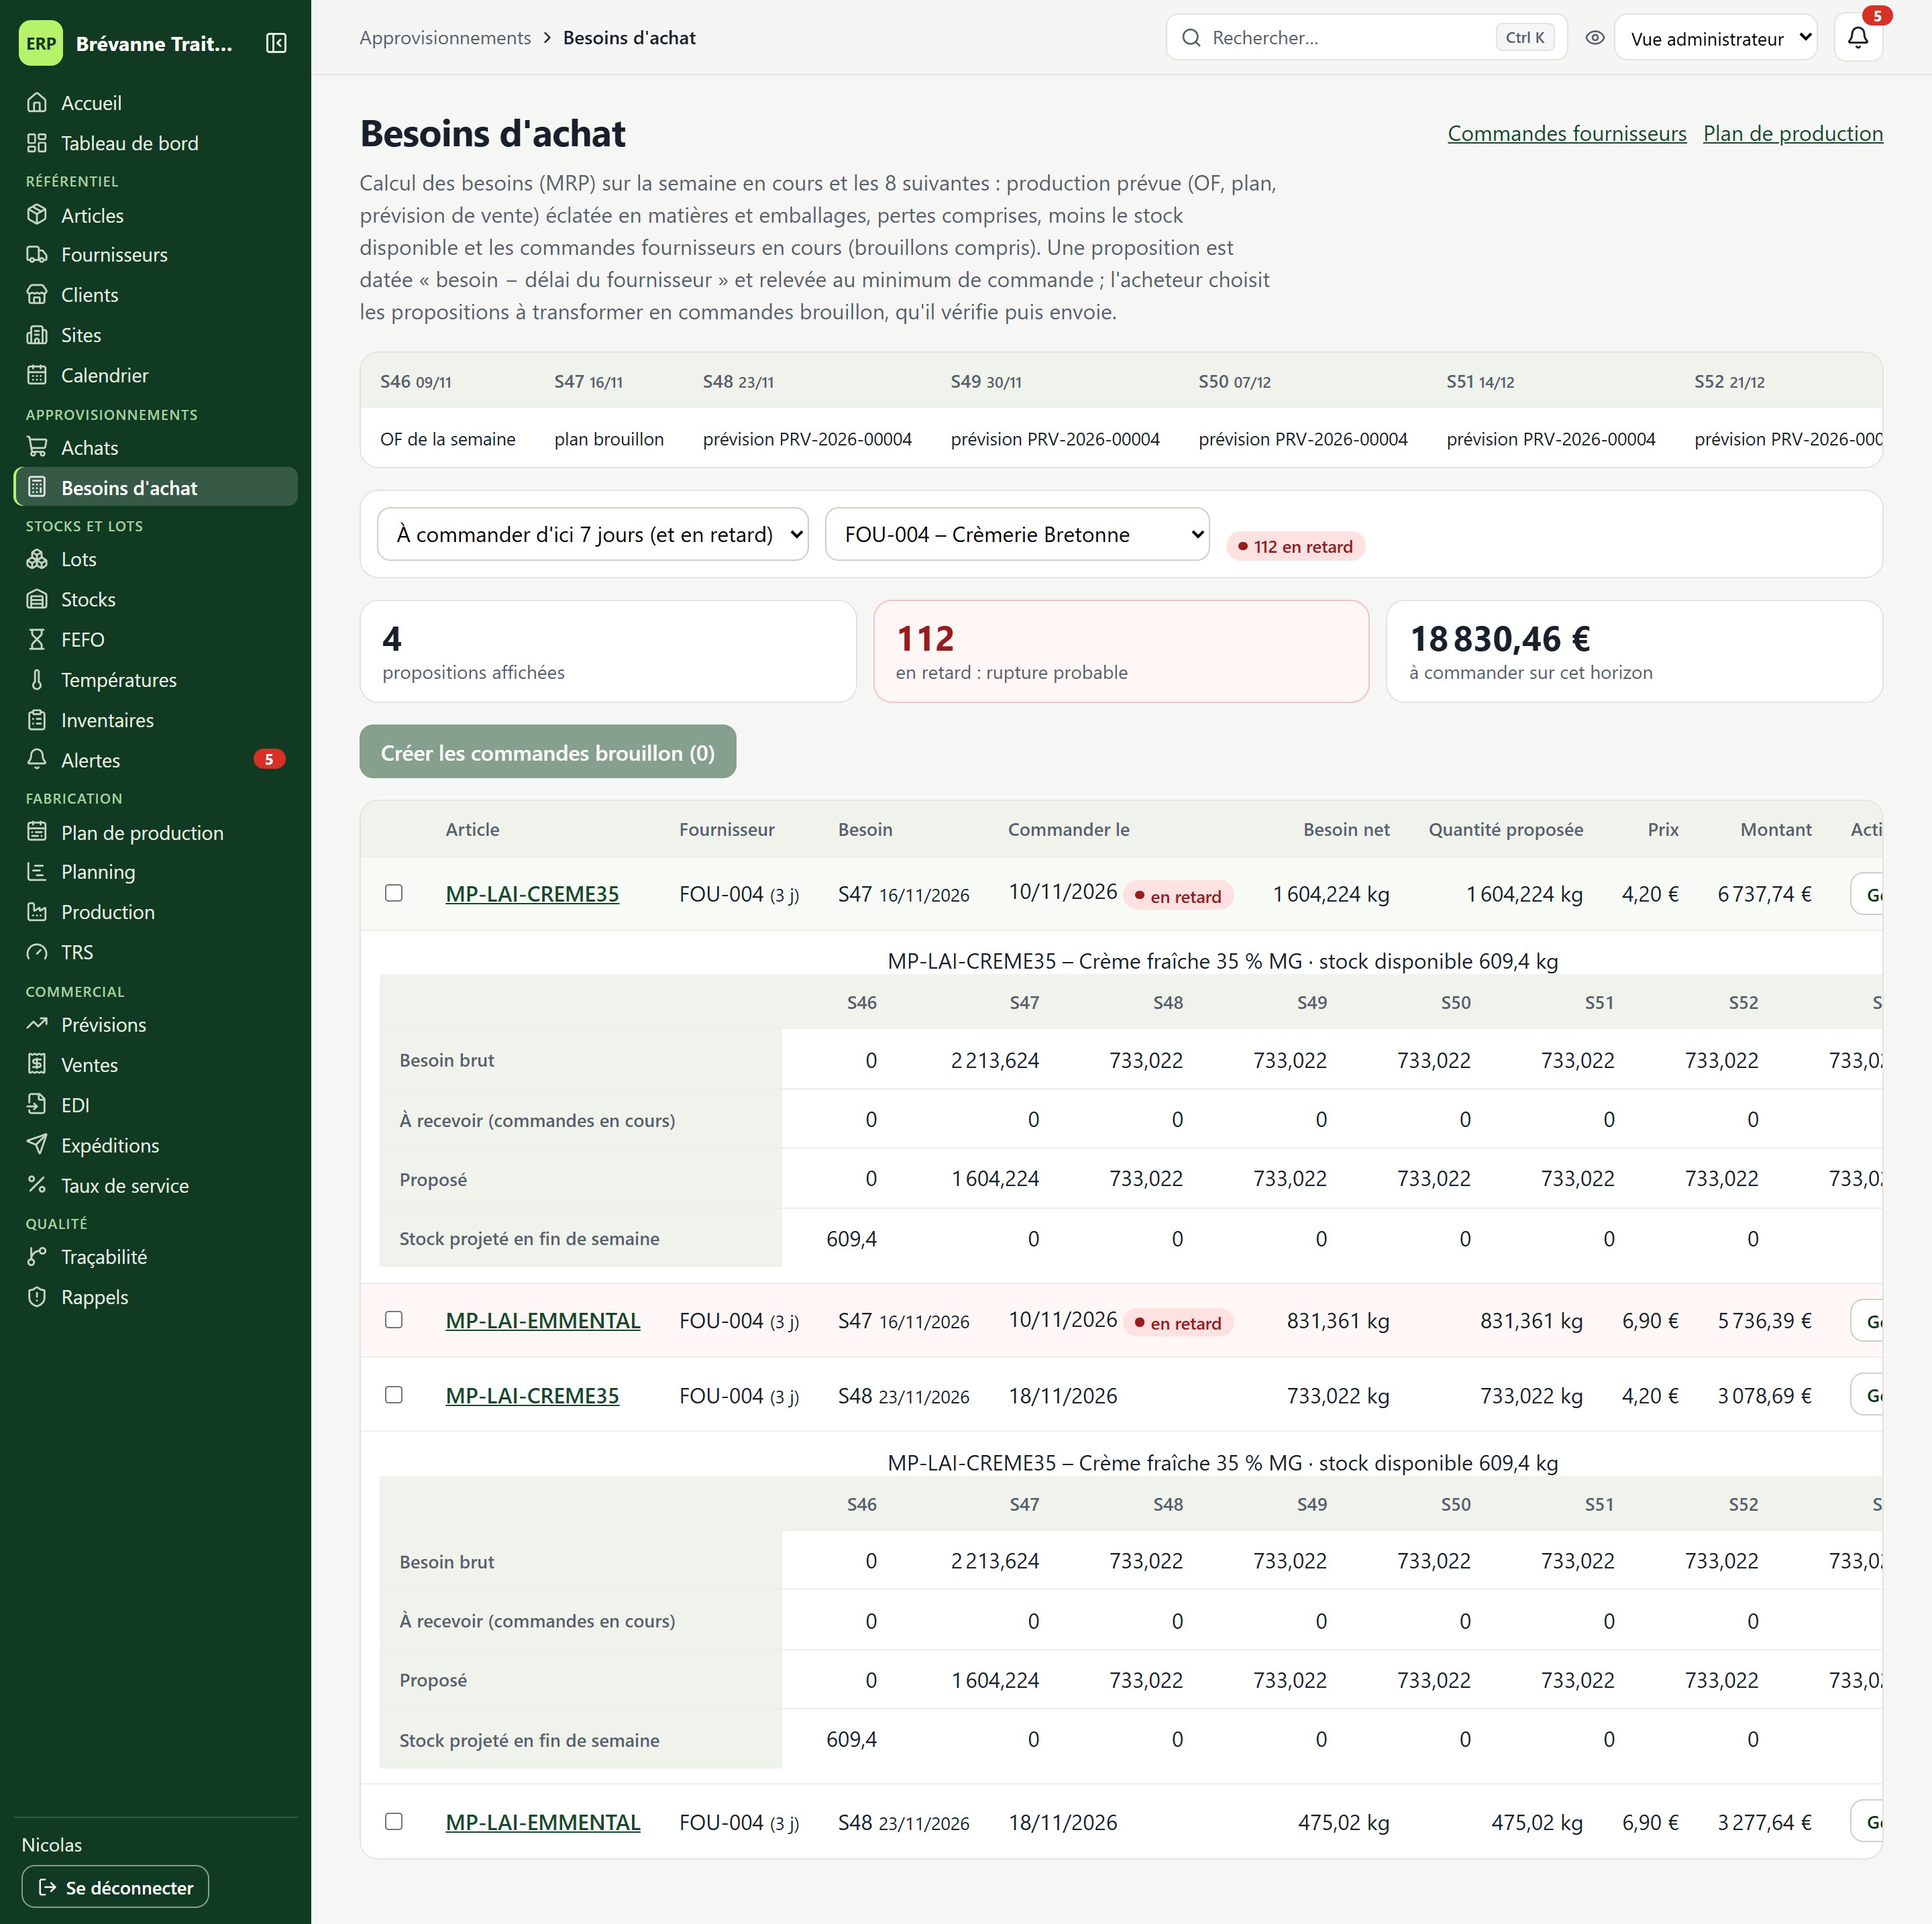 ERP Brévanne Trait...
Accueil
Tableau de bord
RÉFÉRENTIEL
Articles
Fournisseurs
Clients
Sites
Calendrier
APPROVISIONNEMENTS
Achats
Besoins d'achat
STOCKS ET LOTS
Lots
Stocks
FEFO
Températures
Inventaires
Alertes 5
FABRICATION
Plan de production
Planning
Production
TRS
COMMERCIAL
Prévisions
Ventes
EDI
Expéditions
Taux de service
QUALITÉ
Traçabilité
Rappels
Nicolas
Se déconnecter
Approvisionnements > Besoins d'achat
Rechercher... Ctrl K
Vue administrateur
5
Besoins d'achat
Commandes fournisseurs Plan de production
Calcul des besoins (MRP) sur la semaine en cours et les 8 suivantes : production prévue (OF, plan,
prévision de vente) éclatée en matières et emballages, pertes comprises, moins le stock
disponible et les commandes fournisseurs en cours (brouillons compris). Une proposition est
datée « besoin − délai du fournisseur » et relevée au minimum de commande ; l'acheteur choisit
les propositions à transformer en commandes brouillon, qu'il vérifie puis envoie.
S46 09/11 S47 16/11 S48 23/11 S49 30/11 S50 07/12 S51 14/12 S52 21/12
OF de la semaine plan brouillon prévision PRV-2026-00004 prévision PRV-2026-00004 prévision PRV-2026-00004 prévision PRV-2026-00004 prévision PRV-2026-000
À commander d'ici 7 jours (et en retard) FOU-004 – Crèmerie Bretonne 112 en retard
4
propositions affichées
112
en retard : rupture probable
18 830,46 €
à commander sur cet horizon
Créer les commandes brouillon (0)
Article Fournisseur Besoin Commander le Besoin net Quantité proposée Prix Montant Acti
MP-LAI-CREME35 FOU-004 (3 j) S47 16/11/2026 10/11/2026 en retard 1 604,224 kg 1 604,224 kg 4,20 € 6 737,74 €
MP-LAI-CREME35 – Crème fraîche 35 % MG · stock disponible 609,4 kg
S46 S47 S48 S49 S50 S51 S52 S
Besoin brut 0 2 213,624 733,022 733,022 733,022 733,022 733,022 733,0
À recevoir (commandes en cours) 0 0 0 0 0 0 0
Proposé 0 1 604,224 733,022 733,022 733,022 733,022 733,022 733,0
Stock projeté en fin de semaine 609,4 0 0 0 0 0 0
MP-LAI-EMMENTAL FOU-004 (3 j) S47 16/11/2026 10/11/2026 en retard 831,361 kg 831,361 kg 6,90 € 5 736,39 €
MP-LAI-CREME35 FOU-004 (3 j) S48 23/11/2026 18/11/2026 733,022 kg 733,022 kg 4,20 € 3 078,69 €
MP-LAI-CREME35 – Crème fraîche 35 % MG · stock disponible 609,4 kg
S46 S47 S48 S49 S50 S51 S52 S
Besoin brut 0 2 213,624 733,022 733,022 733,022 733,022 733,022 733,0
À recevoir (commandes en cours) 0 0 0 0 0 0 0
Proposé 0 1 604,224 733,022 733,022 733,022 733,022 733,022 733,0
Stock projeté en fin de semaine 609,4 0 0 0 0 0 0
MP-LAI-EMMENTAL FOU-004 (3 j) S48 23/11/2026 18/11/2026 475,02 kg 475,02 kg 6,90 € 3 277,64 €